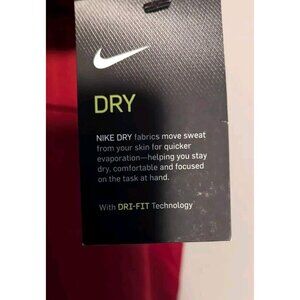 DRY
NIKE DRY fabrics move sweat
from your skin for quicker
evaporation—helping you stay
dry, comfortable and focused
on the task at hand.
With DRI-FIT Technology